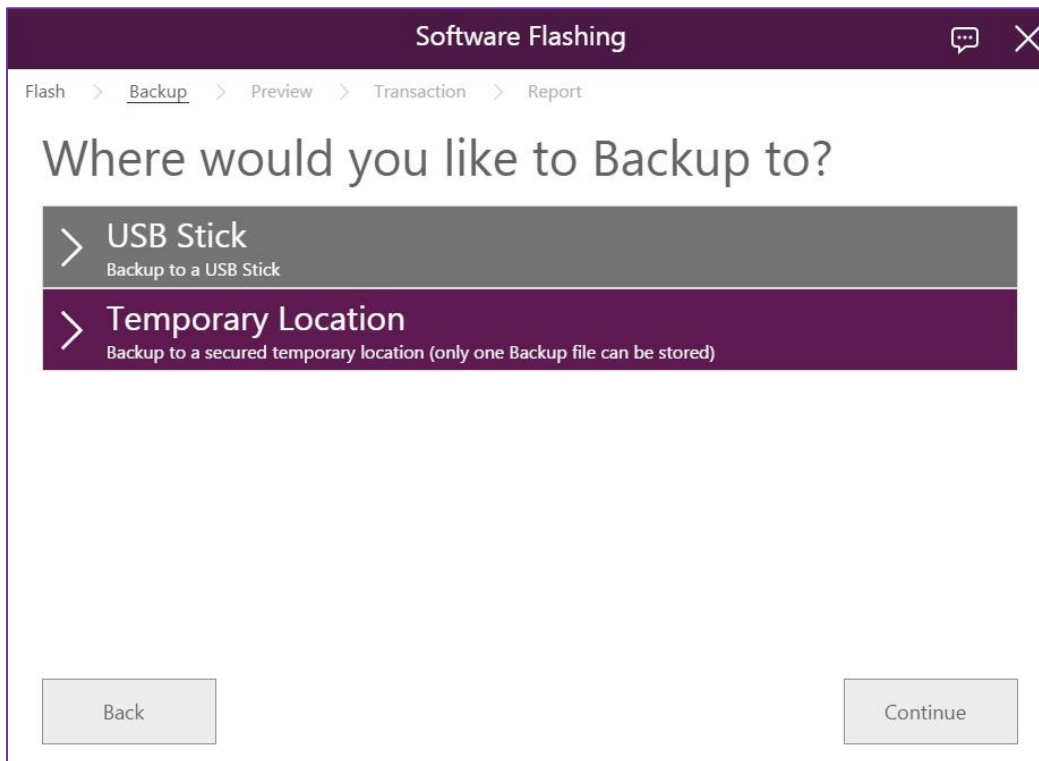 Software Flashing
Flash > Backup > Preview > Transaction > Report
Where would you like to Backup to?
USB Stick
Backup to a USB Stick
Temporary Location
Backup to a secured temporary location (only one Backup file can be stored)
Back
Continue